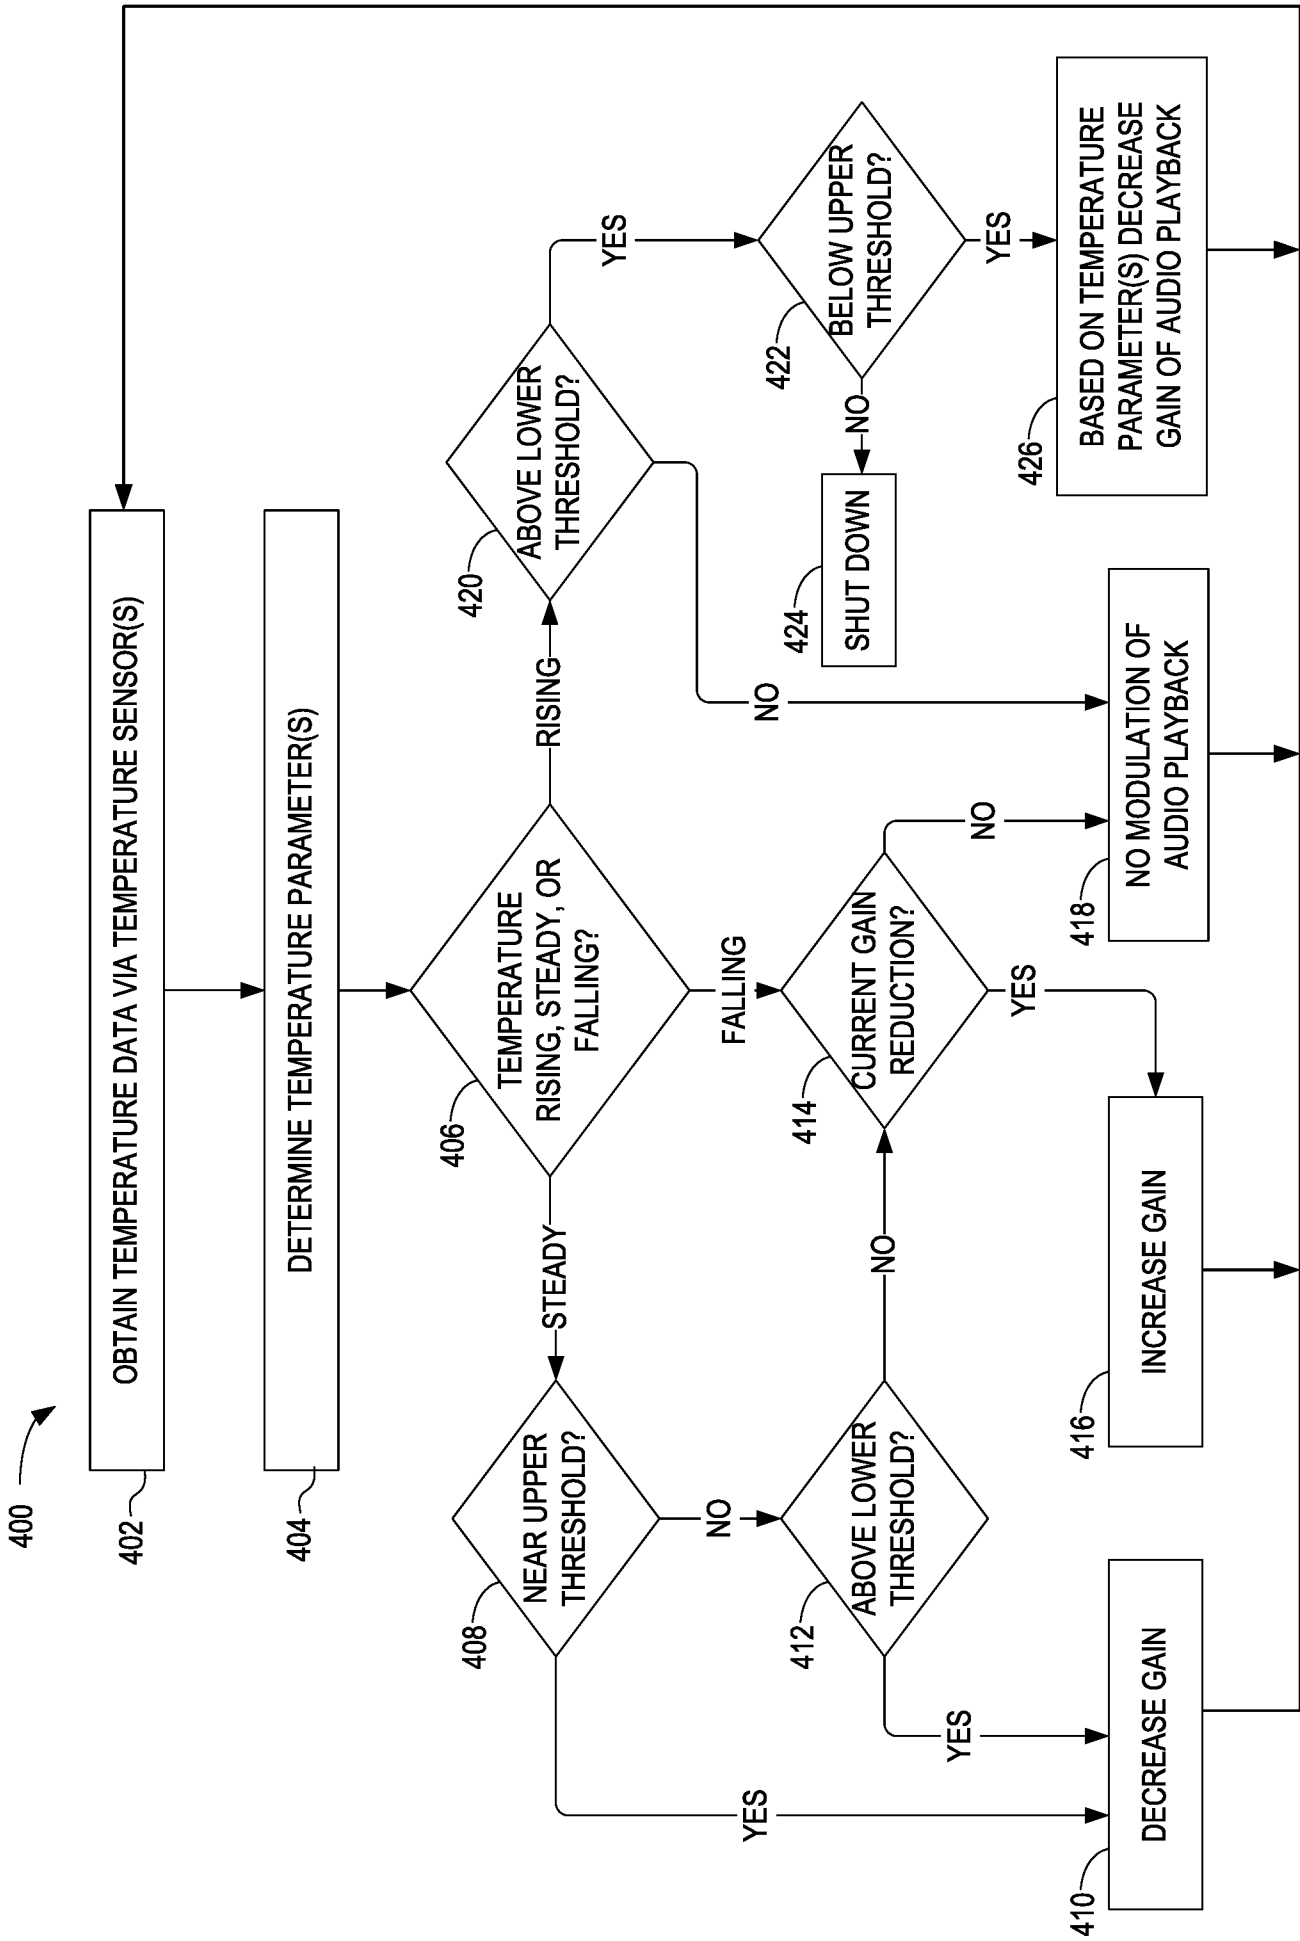 400
OBTAIN TEMPERATURE DATA VIA TEMPERATURE SENSOR(S)
402
DETERMINE TEMPERATURE PARAMETER(S)
404
TEMPERATURE
RISING, STEADY, OR
FALLING?
406
STEADY
RISING
FALLING
NEAR UPPER
THRESHOLD?
408
YES
NO
ABOVE LOWER
THRESHOLD?
412
YES
NO
DECREASE GAIN
410
CURRENT GAIN
REDUCTION?
414
YES
NO
INCREASE GAIN
416
NO MODULATION OF
AUDIO PLAYBACK
418
ABOVE LOWER
THRESHOLD?
420
NO
YES
BELOW UPPER
THRESHOLD?
422
NO
YES
SHUT DOWN
424
BASED ON TEMPERATURE
PARAMETER(S) DECREASE
GAIN OF AUDIO PLAYBACK
426